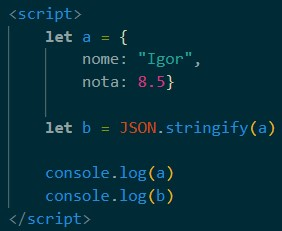 <script>
let a = {
nome: "Igor",
nota: 8.5}
let b = JSON.stringify(a)
console.log(a)
console.log(b)
</script>